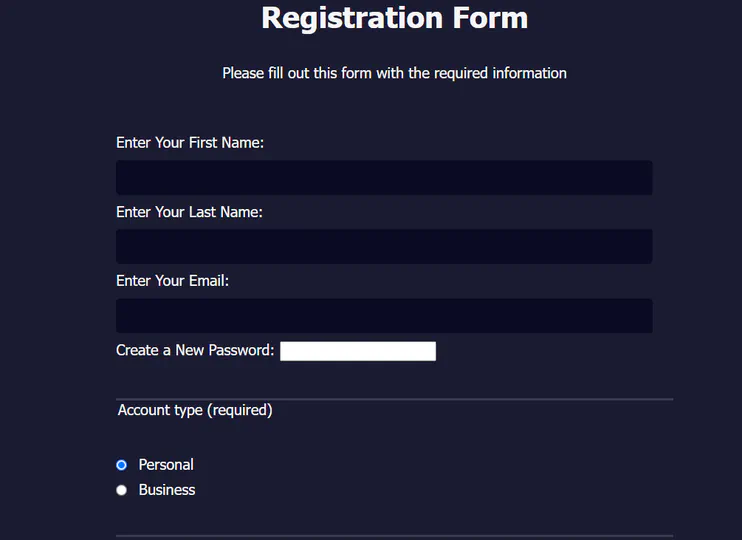 Registration Form
Please fill out this form with the required information
Enter Your First Name:
Enter Your Last Name:
Enter Your Email:
Create a New Password:
Account type (required)
Personal
Business